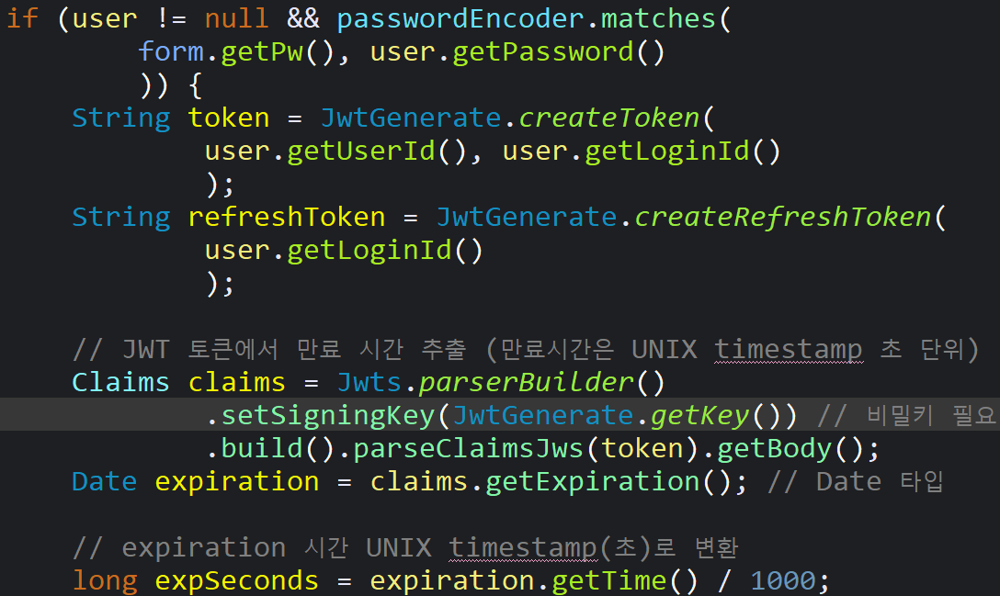 if (user != null && passwordEncoder.matches(
form.getPw(), user.getPassword()
)) {
String token = JwtGenerate.createToken(
user.getUserId(), user.getLoginId()
);
String refreshToken = JwtGenerate.createRefreshToken(
user.getLoginId()
);
// JWT 토큰에서 만료 시간 추출 (만료시간은 UNIX timestamp 초 단위)
Claims claims = Jwts.parserBuilder()
.setSigningKey(JwtGenerate.getKey()) // 비밀키 필요
.build().parseClaimsJws(token).getBody();
Date expiration = claims.getExpiration(); // Date 타입
// expiration 시간 UNIX timestamp(초)로 변환
long expSeconds = expiration.getTime() / 1000;